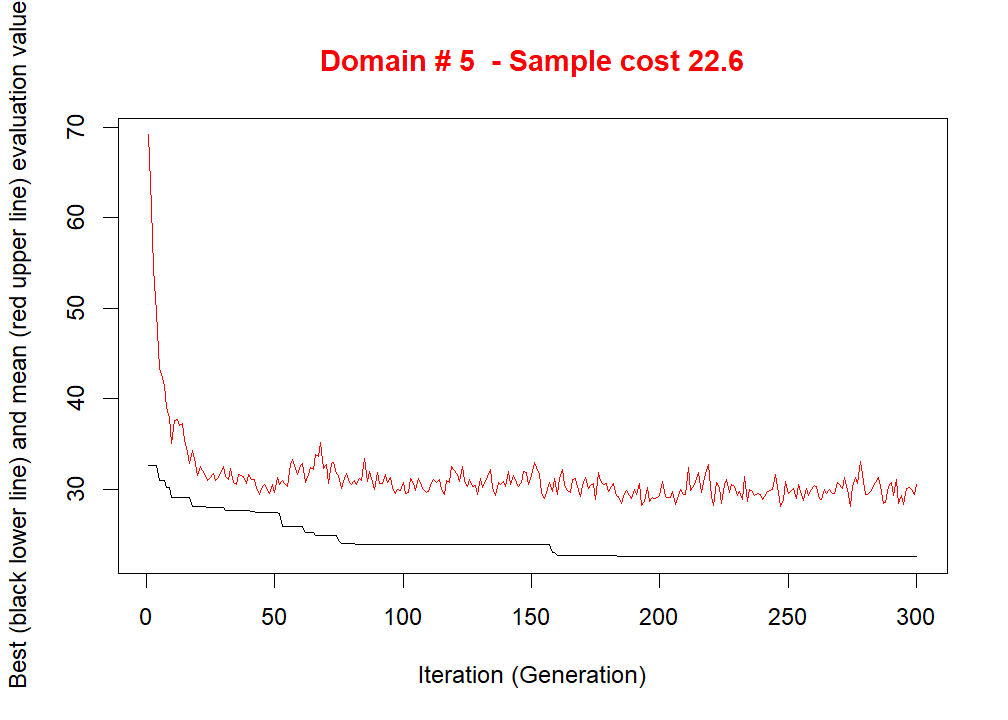 Domain # 5  - Sample cost 22.6
Best (black lower line) and mean (red upper line) evaluation value
70
60
50
40
30
0 50 100 150 200 250 300
Iteration (Generation)